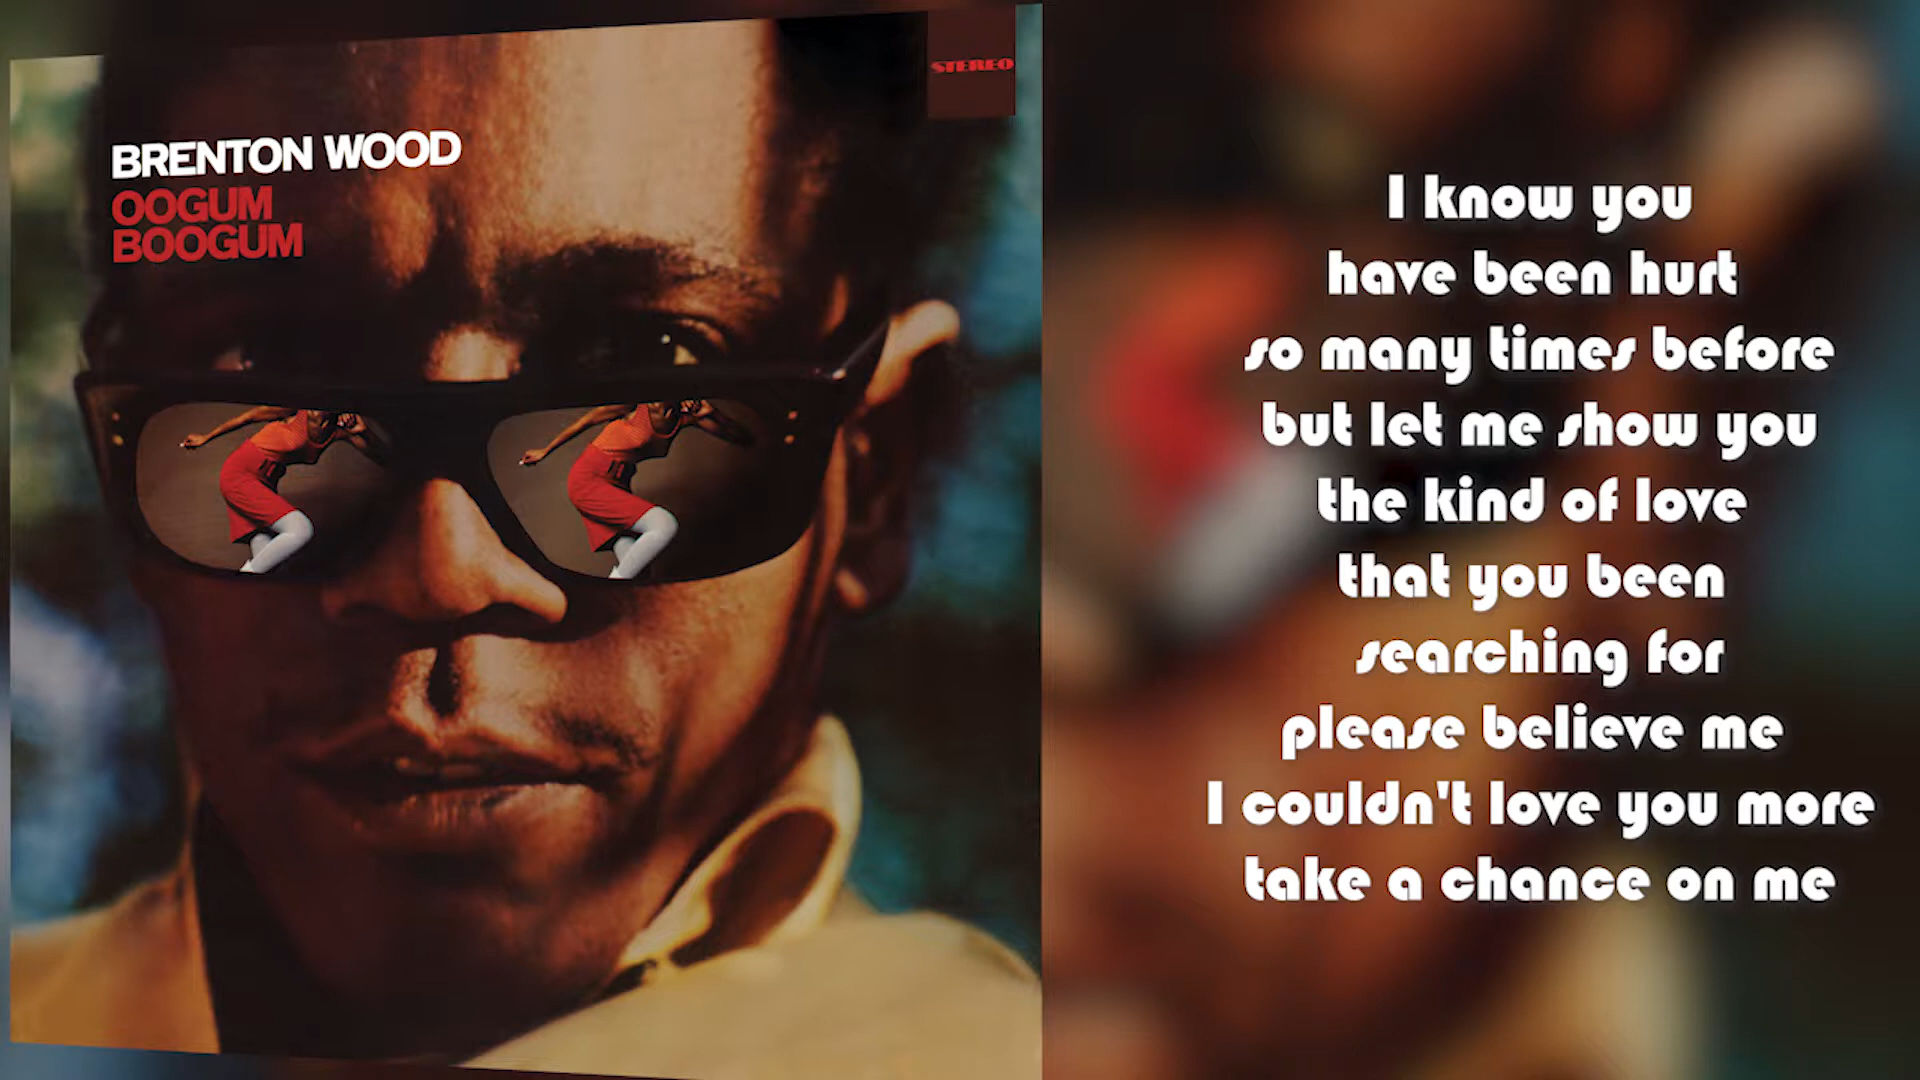 STEREO
BRENTON WOOD
OOGUM
BOOGUM
I know you
have been hurt
so many times before
but let me show you
the kind of love
that you been
searching for
please believe me
I couldn't love you more
take a chance on me